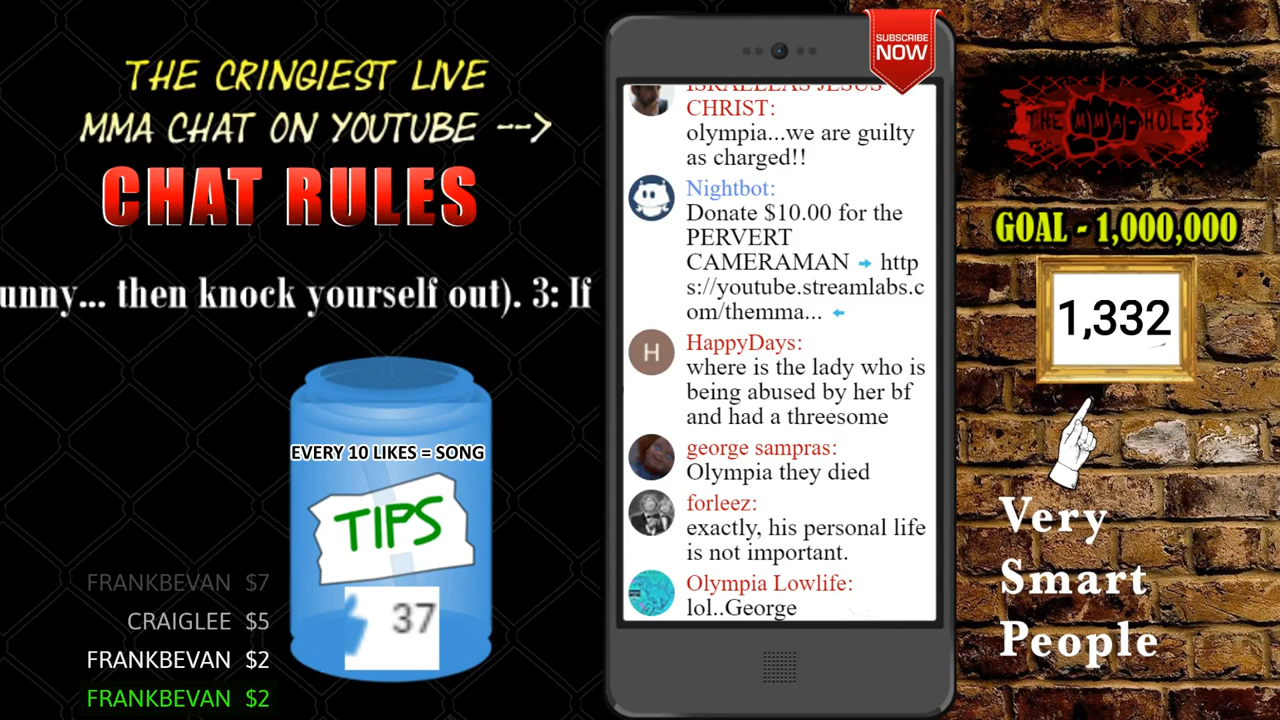 THE CRINGIEST LIVE
MMA CHAT ON YOUTUBE -->
CHAT RULES
unny... then knock yourself out). 3: If
EVERY 10 LIKES = SONG
TIPS
37
FRANKBEVAN $7
CRAIGLEE $5
FRANKBEVAN $2
FRANKBEVAN $2
SUBSCRIBE
NOW
CHRIST:
olympia...we are guilty
as charged!!
Nightbot:
Donate $10.00 for the
PERVERT
CAMERAMAN ➡ http
s://youtube.streamlabs.c
om/themma... ⬅
H
HappyDays:
where is the lady who is
being abused by her bf
and had a threesome
george sampras:
Olympia they died
forleez:
exactly, his personal life
is not important.
Olympia Lowlife:
lol..George
THE MMA-HOLES
GOAL - 1,000,000
1,332
Very
Smart
People